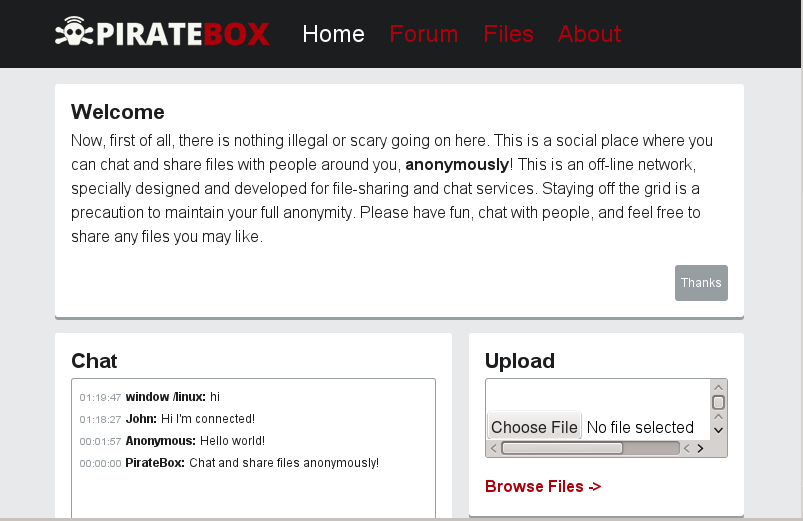 PIRATEBOX Home Forum Files About
Welcome
Now, first of all, there is nothing illegal or scary going on here. This is a social place where you
can chat and share files with people around you, anonymously! This is an off-line network,
specially designed and developed for file-sharing and chat services. Staying off the grid is a
precaution to maintain your full anonymity. Please have fun, chat with people, and feel free to
share any files you may like.
Thanks
Chat
01:19:47 window /linux: hi
01:18:27 John: Hi I'm connected!
00:01:57 Anonymous: Hello world!
00:00:00 PirateBox: Chat and share files anonymously!
Upload
Choose File No file selected
Browse Files ->